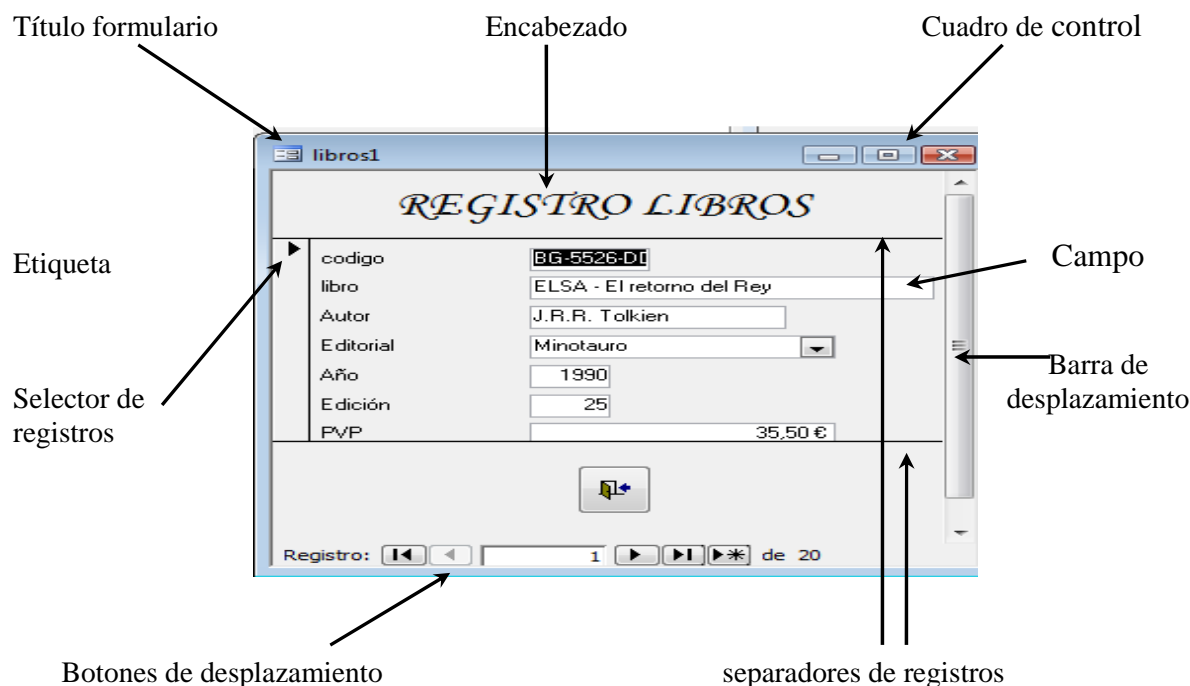 Título formulario
Encabezado
Cuadro de control
libros1
REGISTRO LIBROS
Etiqueta
codigo
BG-5526-DD
Campo
libro
ELSA - El retorno del Rey
Autor
J.R.R. Tolkien
Editorial
Minotauro
Año
1990
Barra de
desplazamiento
Selector de
registros
Edición
25
PVP
35,50 €
Registro: 1 de 20
Botones de desplazamiento
separadores de registros